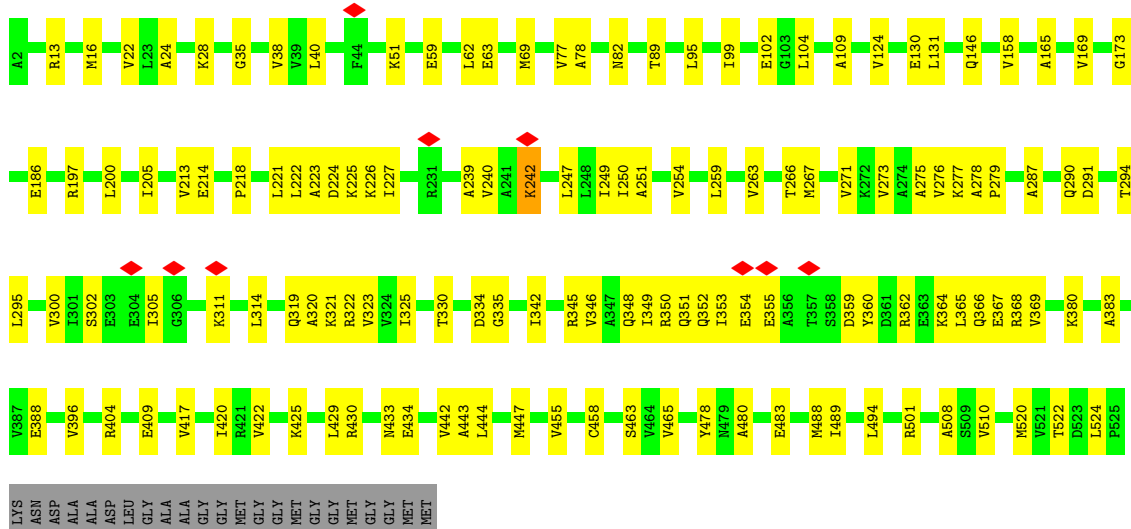 A2 R13 M16 V22 L23 A24 K28 G35 V38 V39 L40 F44 K51 E59 L62 E63 M69 V77 A78 N82 T89 L95 I99 E102 G103 L104 A109 V124 E130 L131 Q146 V158 A165 V169 G173
E186 R197 L200 I205 V213 E214 P218 L221 L222 A223 D224 K225 K226 I227 R231 A239 V240 A241 K242 L247 L248 I249 I250 A251 V254 L259 V263 T266 M267 V271 K272 V273 A274 A275 V276 K277 A278 P279 A287 Q290 D291 T294
L295 V300 I301 S302 E303 E304 I305 G306 K311 L314 Q319 A320 K321 R322 V323 V324 I325 T330 D334 G335 I342 R345 V346 A347 Q348 I349 R350 Q351 Q352 I353 E354 E355 A356 T357 S358 D359 Y360 D361 R362 E363 K364 L365 Q366 E367 R368 V369 K380 A383
V387 E388 V396 R404 E409 V417 I420 R421 V422 K425 L429 R430 N433 E434 V442 A443 L444 M447 V455 C458 S463 V464 V465 Y478 N479 A480 E483 M488 I489 L494 R501 A508 S509 V510 M520 V521 T522 D523 L524 P525
LYS ASN ASP ALA ALA ASP LEU GLY ALA ALA GLY GLY MET GLY GLY MET GLY GLY MET MET